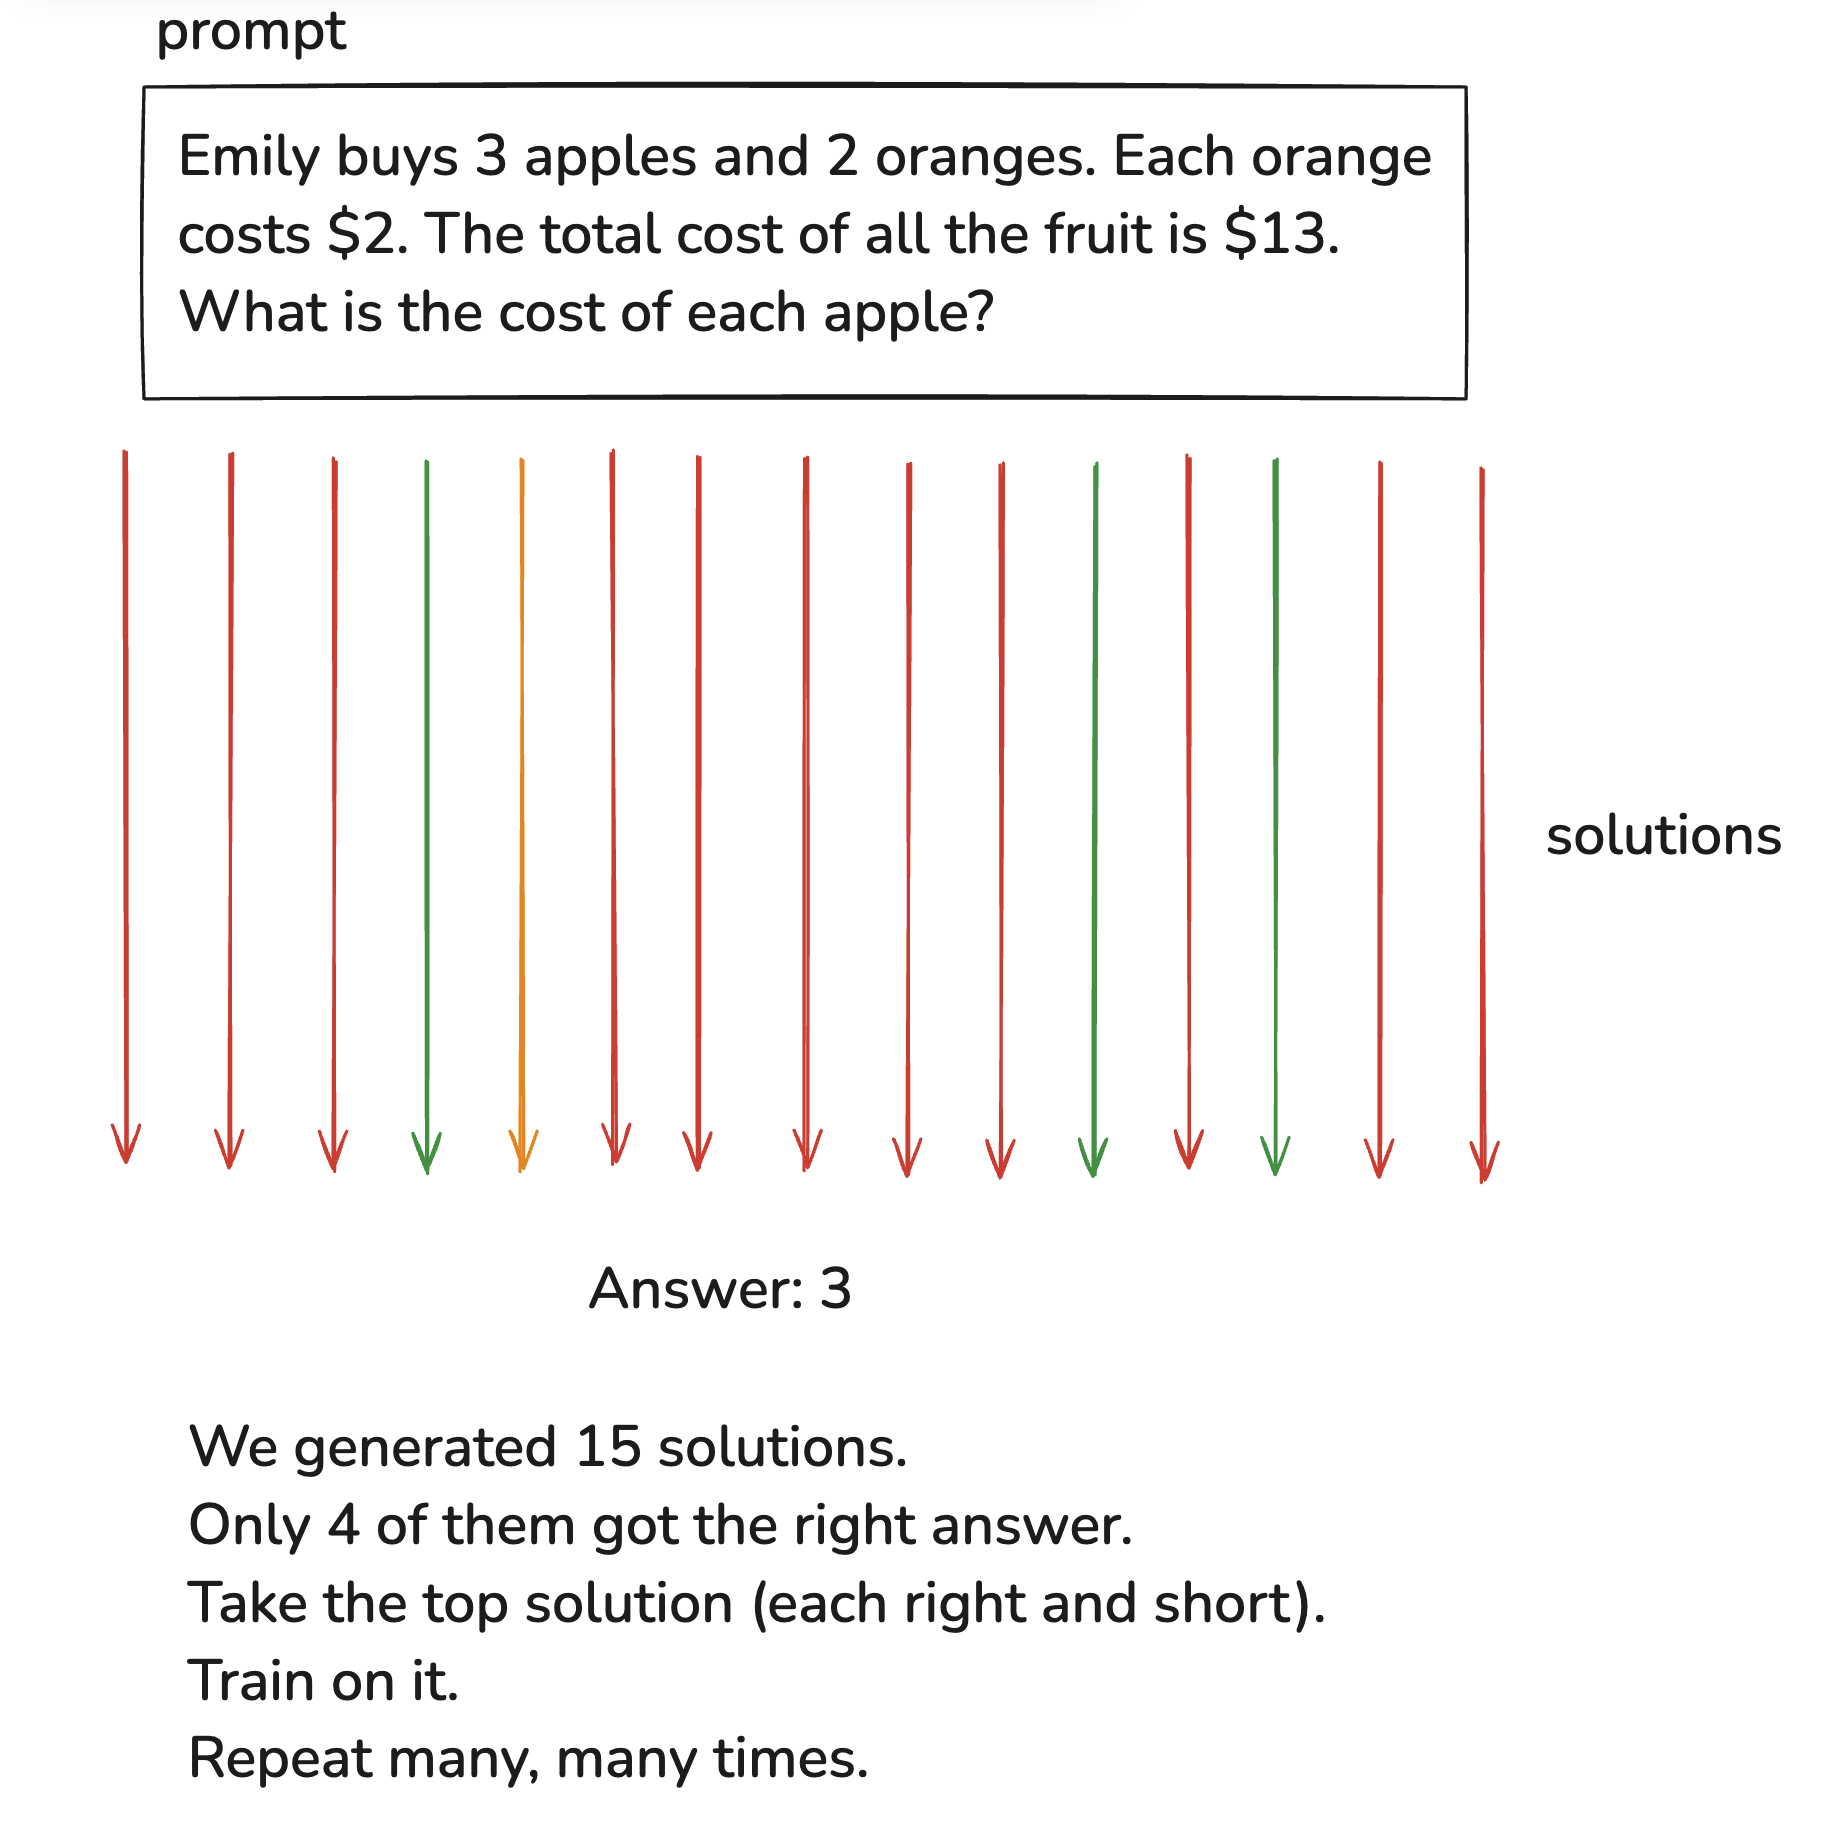 prompt
Emily buys 3 apples and 2 oranges. Each orange
costs $2. The total cost of all the fruit is $13.
What is the cost of each apple?
solutions
Answer: 3
We generated 15 solutions.
Only 4 of them got the right answer.
Take the top solution (each right and short).
Train on it.
Repeat many, many times.